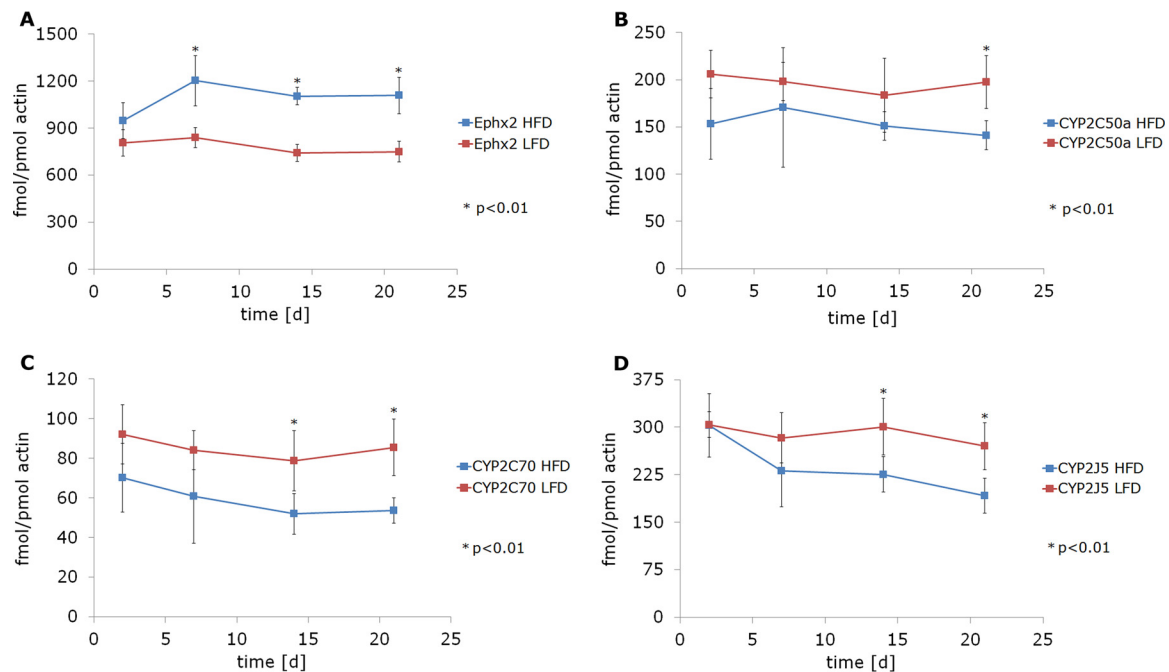 A
1500
1200
900
600
300
0
fmol/pmol actin
0 5 10 15 20 25
time [d]
* * *
Ephx2 HFD
Ephx2 LFD
* p<0.01
B
250
200
150
100
50
0
fmol/pmol actin
0 5 10 15 20 25
time [d]
*
CYP2C50a HFD
CYP2C50a LFD
* p<0.01
C
120
100
80
60
40
20
0
fmol/pmol actin
0 5 10 15 20 25
time [d]
* *
CYP2C70 HFD
CYP2C70 LFD
* p<0.01
D
375
300
225
150
75
0
fmol/pmol actin
0 5 10 15 20 25
time [d]
* *
CYP2J5 HFD
CYP2J5 LFD
* p<0.01